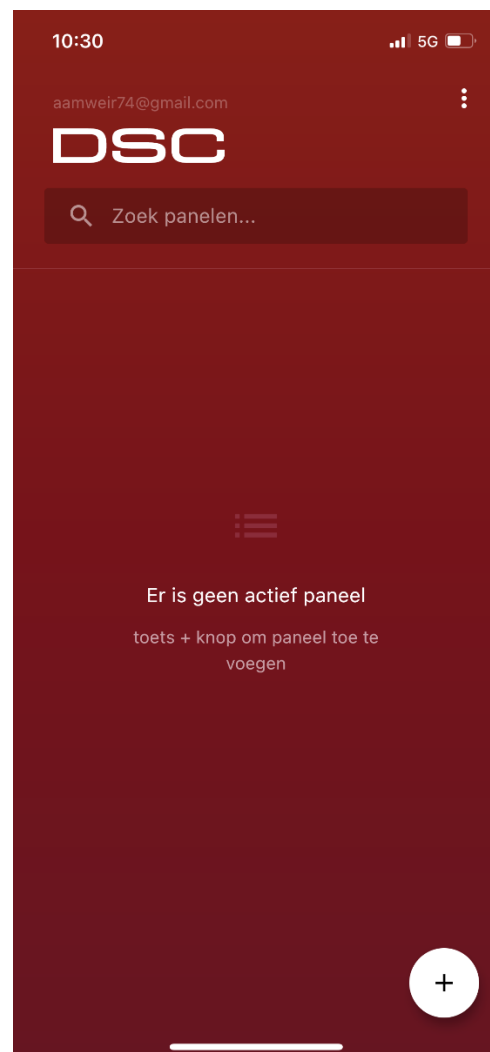 10:30
5G
aamweir74@gmail.com
DSC
Zoek panelen...
Er is geen actief paneel
toets + knop om paneel toe te
voegen
+